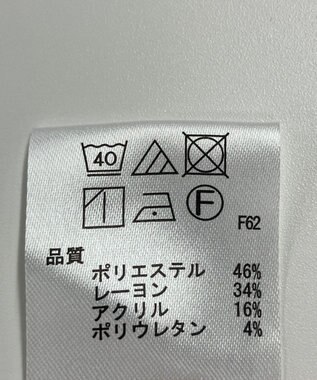 40
F
F62
品質
ポリエステル 46%
レーヨン 34%
アクリル 16%
ポリウレタン 4%